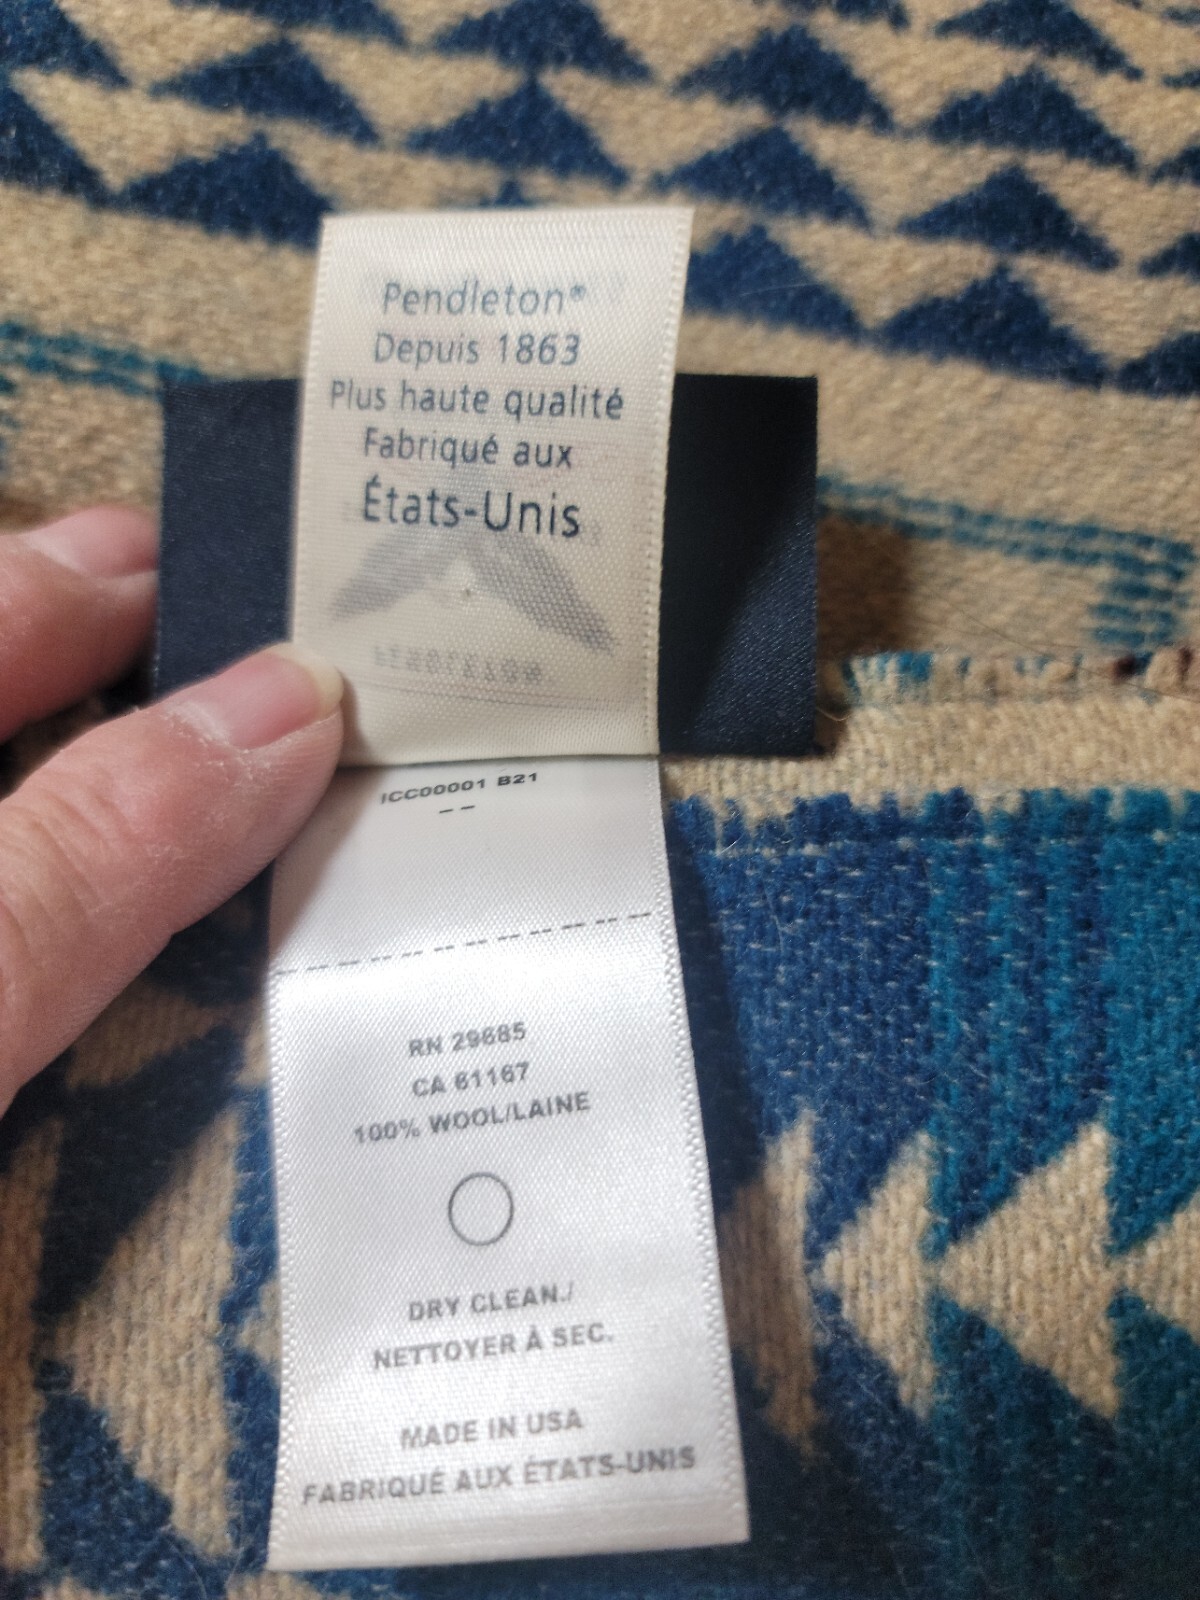 Pendleton®
Depuis 1863
Plus haute qualité
Fabriqué aux
États-Unis
ICC00001 B21
--
RN 29685
CA 61167
100% WOOL/LAINE
DRY CLEAN./
NETTOYER À SEC.
MADE IN USA
FABRIQUÉ AUX ÉTATS-UNIS